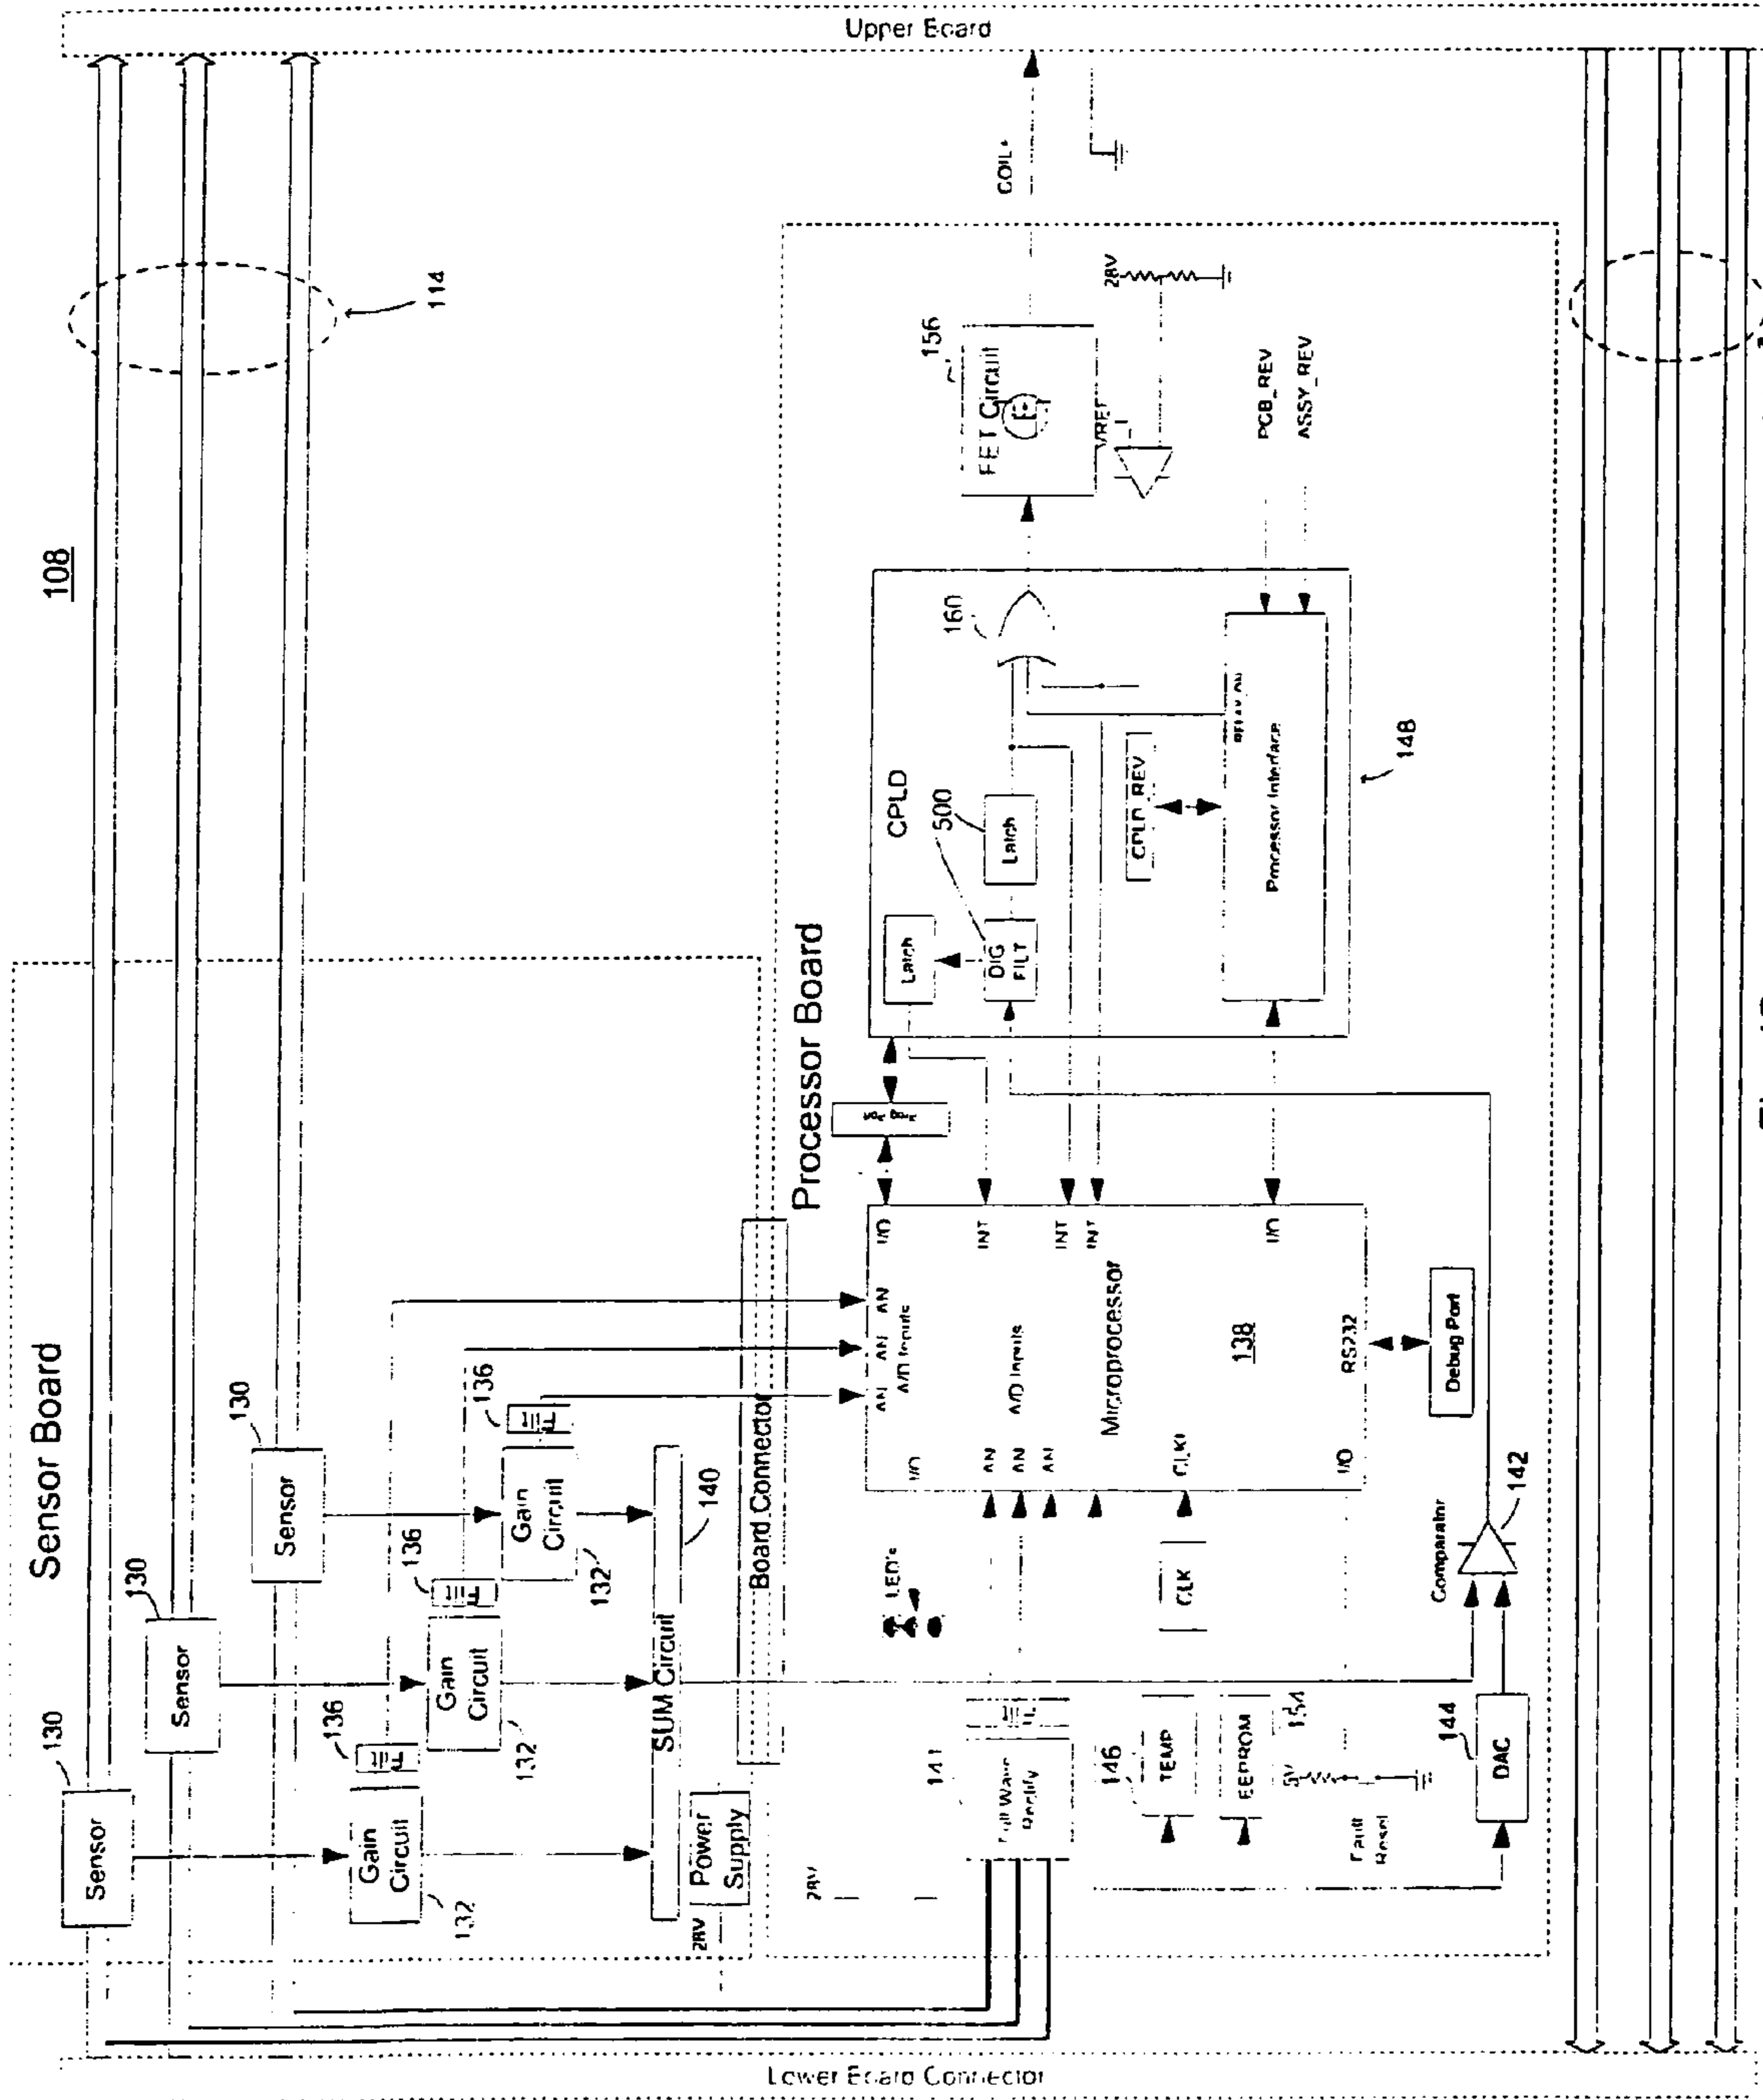 108
Upper Board
114
Sensor Board
130
Sensor
130
Sensor
130
Sensor
136
136
136
Gain
Circuit
132
Gain
Circuit
132
Gain
Circuit
132
SUM Circuit
140
28V
Power
Supply
Board Connector
Processor Board
28V
LED's
141
Full Wave
Rectify
146
TEMP
EEPROM
154
5V
Fault
Reset
144
DAC
CLK
Comparator
142
I/O
AN
AN
AN
A/D Inputs
I/O
AN
AN
AN
A/D Inputs
INT
INT
INT
Microprocessor
CLKI
138
I/O
I/O
RS232
Debug Port
CPLD
Latch
500
DIG
FILT
Latch
160
CPLD_REV
RELAY_ON
Processor Interface
148
156
FET Circuit
VREF
28V
PCB_REV
ASSY_REV
COIL+
Lower Board Connector